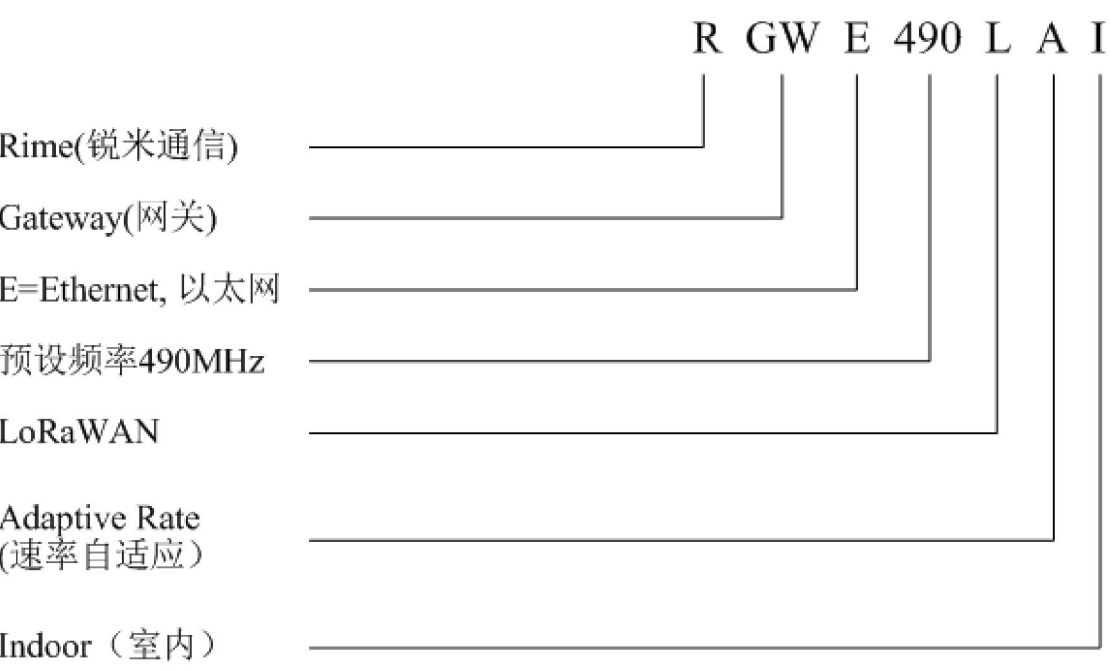 R GW E 490 L A I
Rime(锐米通信)
Gateway(网关)
E=Ethernet, 以太网
预设频率490MHz
LoRaWAN
Adaptive Rate
(速率自适应）
Indoor（室内）